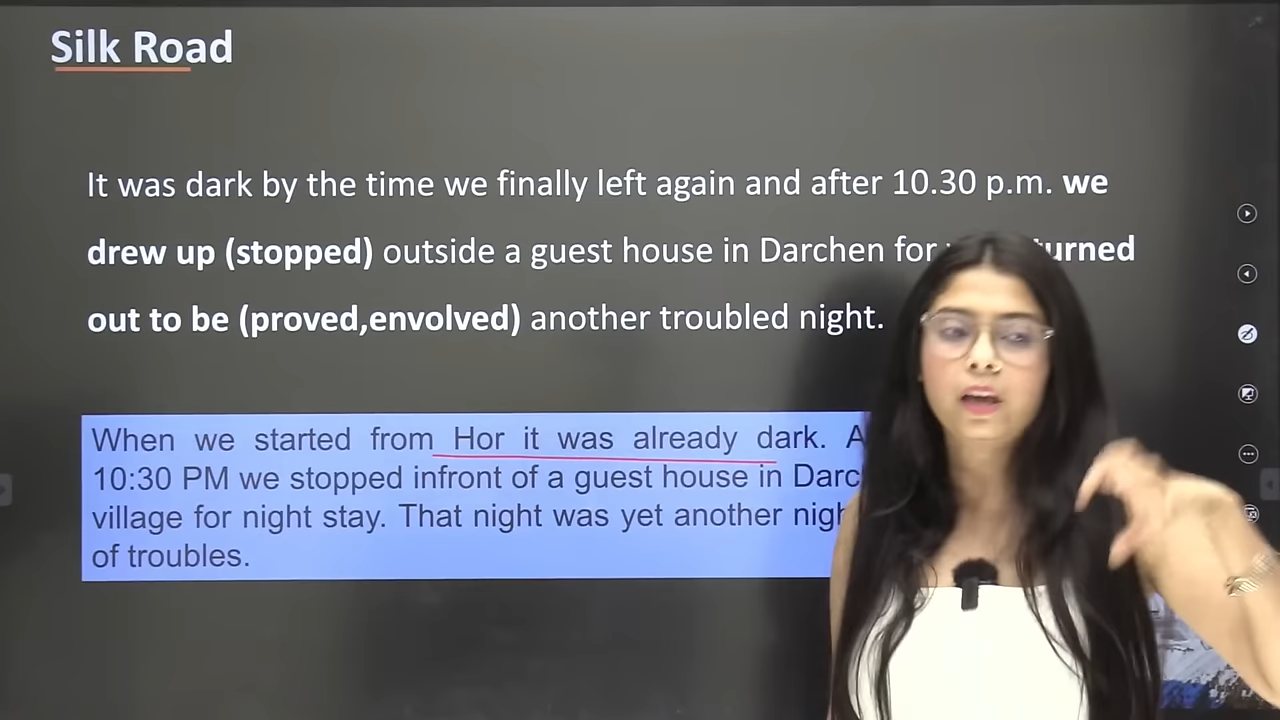 Silk Road
It was dark by the time we finally left again and after 10.30 p.m. we
drew up (stopped) outside a guest house in Darchen for
out to be (proved,envolved) another troubled night.
When we started from Hor it was already dark.
10:30 PM we stopped infront of a guest house in
village for night stay. That night was yet another
of troubles.